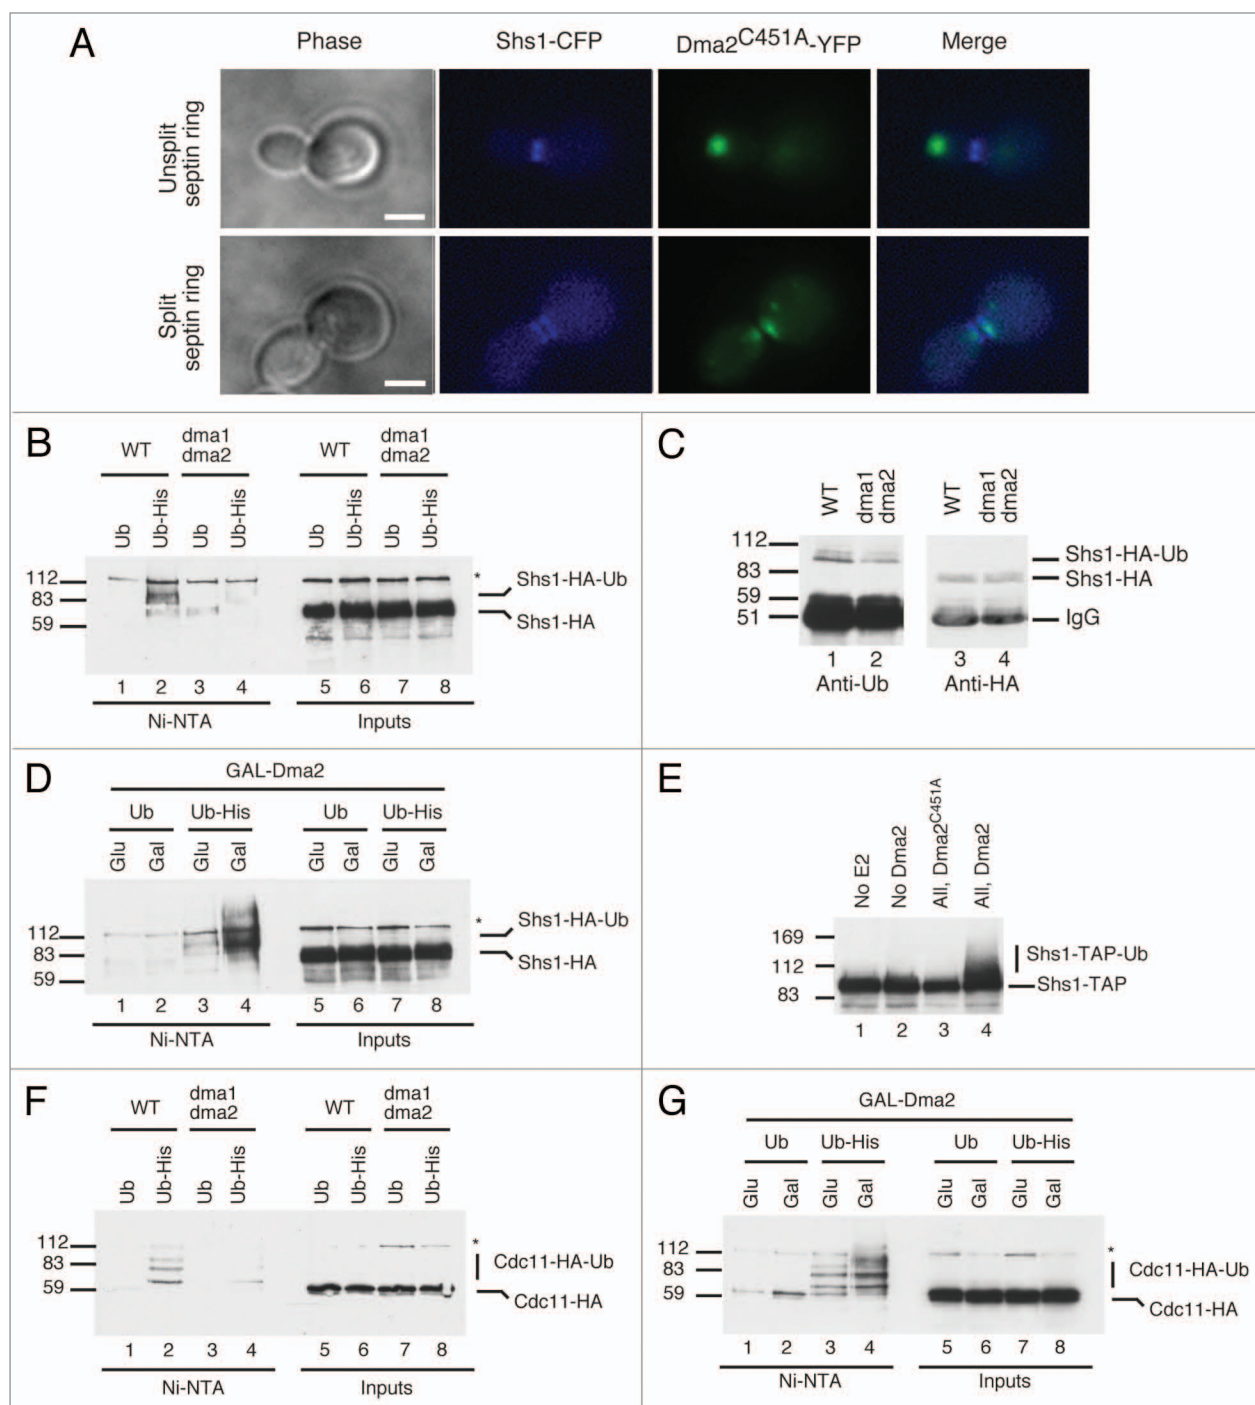 A
Phase
Shs1-CFP
Dma2C451A-YFP
Merge
Unsplit
septin ring
Split
septin ring
B
WT
dma1
dma2
WT
dma1
dma2
Ub
Ub-His
Ub
Ub-His
Ub
Ub-His
Ub
Ub-His
112
83
59
*
Shs1-HA-Ub
Shs1-HA
1 2 3 4 5 6 7 8
Ni-NTA
Inputs
C
WT
dma1
dma2
WT
dma1
dma2
112
83
59
51
Shs1-HA-Ub
Shs1-HA
IgG
1 2 3 4
Anti-Ub
Anti-HA
D
GAL-Dma2
Ub
Ub-His
Ub
Ub-His
Glu
Gal
Glu
Gal
Glu
Gal
Glu
Gal
112
83
59
*
Shs1-HA-Ub
Shs1-HA
1 2 3 4 5 6 7 8
Ni-NTA
Inputs
E
No E2
No Dma2
All, Dma2C451A
All, Dma2
169
112
83
Shs1-TAP-Ub
Shs1-TAP
1 2 3 4
F
WT
dma1
dma2
WT
dma1
dma2
Ub
Ub-His
Ub
Ub-His
Ub
Ub-His
Ub
Ub-His
112
83
59
*
Cdc11-HA-Ub
Cdc11-HA
1 2 3 4 5 6 7 8
Ni-NTA
Inputs
G
GAL-Dma2
Ub
Ub-His
Ub
Ub-His
Glu
Gal
Glu
Gal
Glu
Gal
Glu
Gal
112
83
59
*
Cdc11-HA-Ub
Cdc11-HA
1 2 3 4 5 6 7 8
Ni-NTA
Inputs